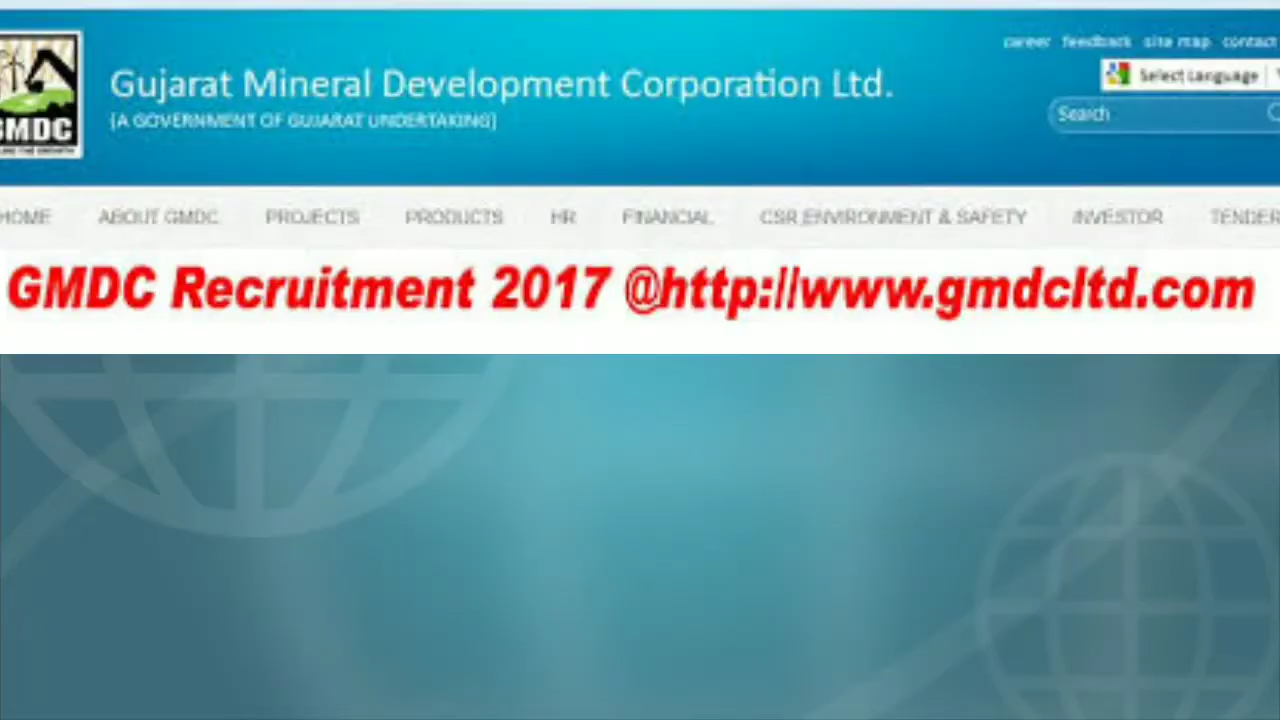 career feedback site map contact
Select Language
Search
GMDC
Gujarat Mineral Development Corporation Ltd.
(A GOVERNMENT OF GUJARAT UNDERTAKING)
HOME ABOUT GMDC PROJECTS PRODUCTS HR FINANCIAL CSR,ENVIRONMENT & SAFETY INVESTOR TENDER
GMDC Recruitment 2017 @http://www.gmdcltd.com